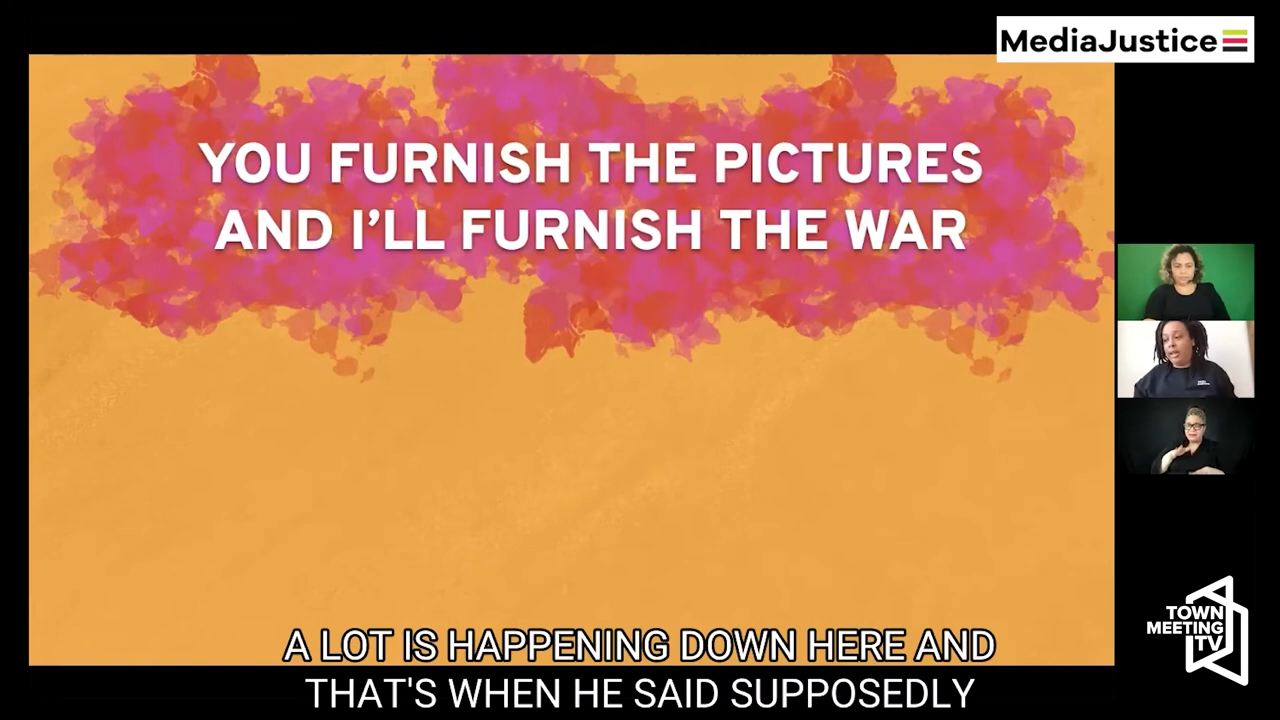 MediaJustice
YOU FURNISH THE PICTURES
AND I’LL FURNISH THE WAR
TOWN
MEETING
TV
A LOT IS HAPPENING DOWN HERE AND
THAT'S WHEN HE SAID SUPPOSEDLY